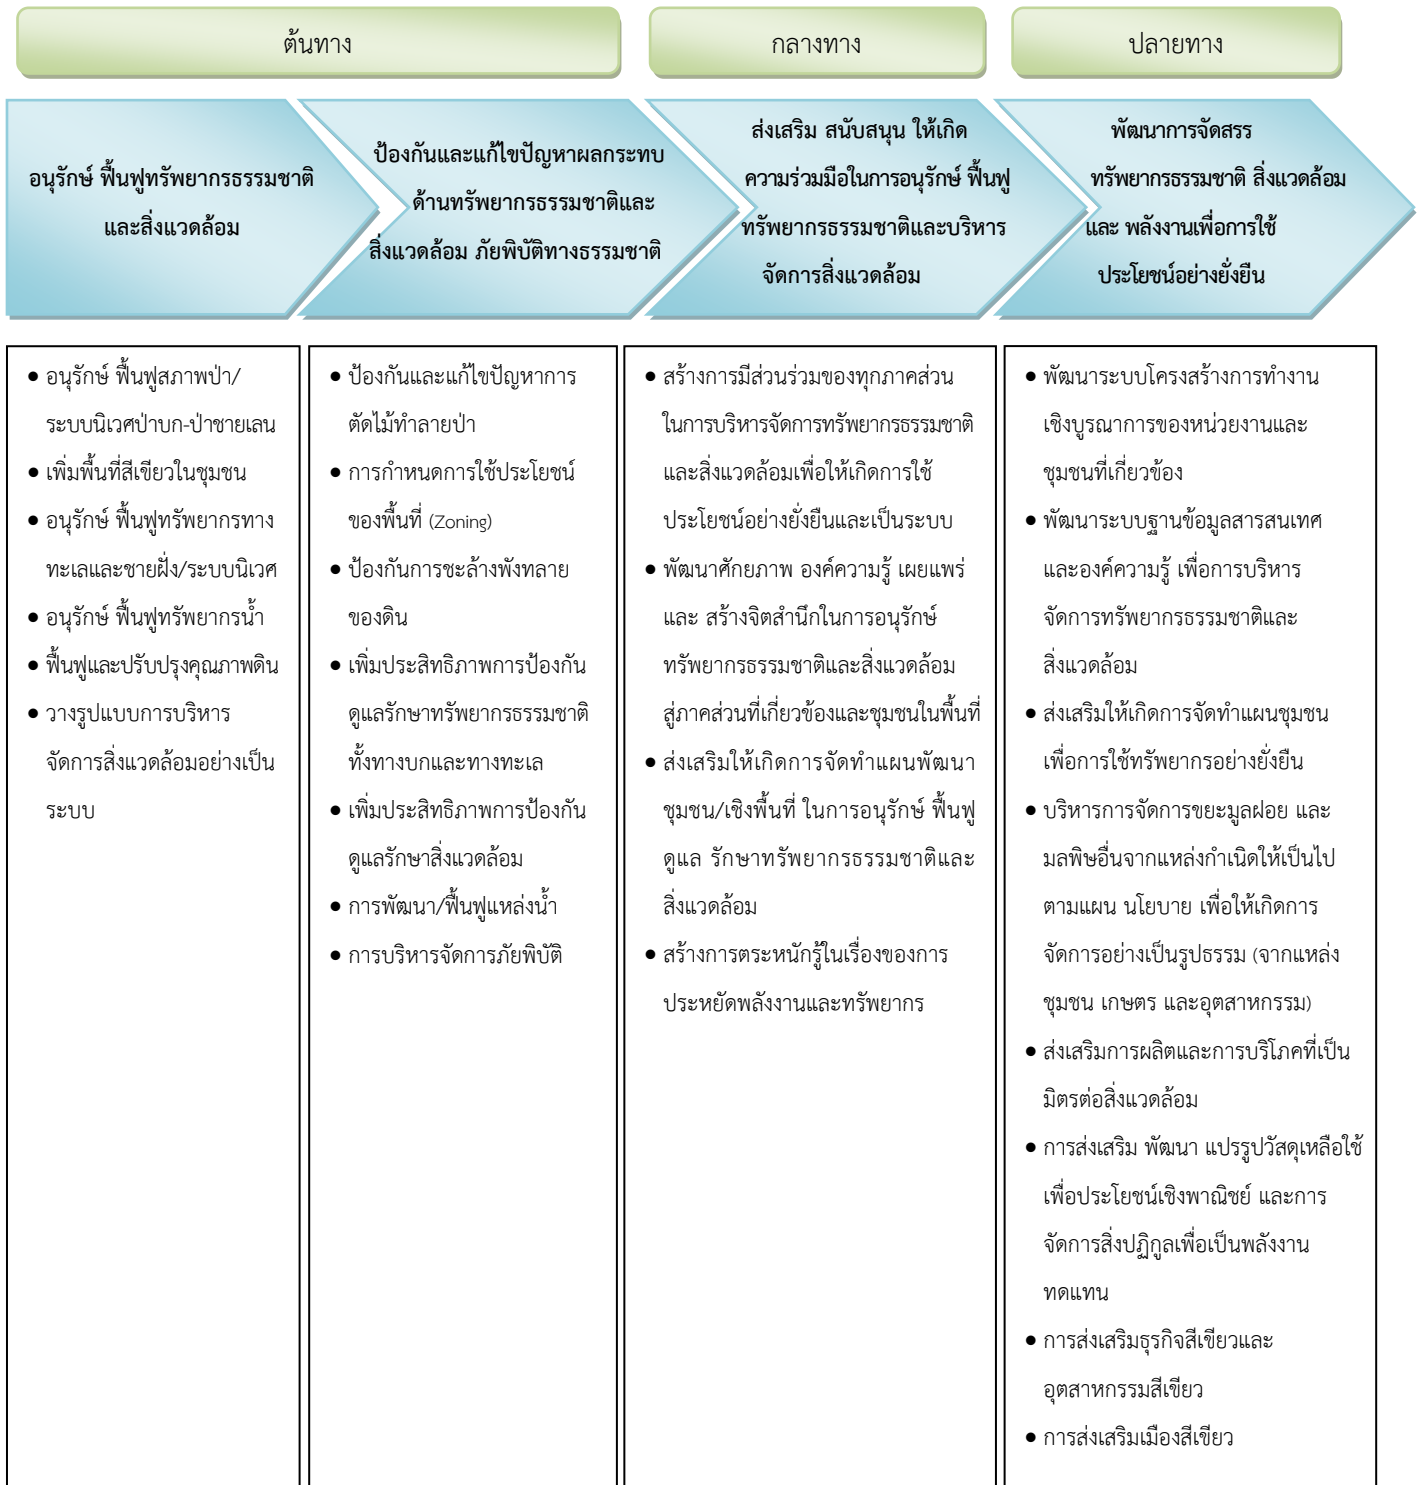 ต้นทาง
กลางทาง
ปลายทาง
อนุรักษ์ ฟื้นฟูทรัพยากรธรรมชาติ
และสิ่งแวดล้อม
ป้องกันและแก้ไขปัญหาผลกระทบ
ด้านทรัพยากรธรรมชาติและ
สิ่งแวดล้อม ภัยพิบัติทางธรรมชาติ
ส่งเสริม สนับสนุน ให้เกิด
ความร่วมมือในการอนุรักษ์ ฟื้นฟู
ทรัพยากรธรรมชาติและบริหาร
จัดการสิ่งแวดล้อม
พัฒนาการจัดสรร
ทรัพยากรธรรมชาติ สิ่งแวดล้อม
และ พลังงานเพื่อการใช้
ประโยชน์อย่างยั่งยืน
• อนุรักษ์ ฟื้นฟูสภาพป่า/
ระบบนิเวศป่าบก-ป่าชายเลน
• เพิ่มพื้นที่สีเขียวในชุมชน
• อนุรักษ์ ฟื้นฟูทรัพยากรทาง
ทะเลและชายฝั่ง/ระบบนิเวศ
• อนุรักษ์ ฟื้นฟูทรัพยากรน้ำ
• ฟื้นฟูและปรับปรุงคุณภาพดิน
• วางรูปแบบการบริหาร
จัดการสิ่งแวดล้อมอย่างเป็น
ระบบ
• ป้องกันและแก้ไขปัญหาการ
ตัดไม้ทำลายป่า
• การกำหนดการใช้ประโยชน์
ของพื้นที่ (Zoning)
• ป้องกันการชะล้างพังทลาย
ของดิน
• เพิ่มประสิทธิภาพการป้องกัน
ดูแลรักษาทรัพยากรธรรมชาติ
ทั้งทางบกและทางทะเล
• เพิ่มประสิทธิภาพการป้องกัน
ดูแลรักษาสิ่งแวดล้อม
• การพัฒนา/ฟื้นฟูแหล่งน้ำ
• การบริหารจัดการภัยพิบัติ
• สร้างการมีส่วนร่วมของทุกภาคส่วน
ในการบริหารจัดการทรัพยากรธรรมชาติ
และสิ่งแวดล้อมเพื่อให้เกิดการใช้
ประโยชน์อย่างยั่งยืนและเป็นระบบ
• พัฒนาศักยภาพ องค์ความรู้ เผยแพร่
และ สร้างจิตสำนึกในการอนุรักษ์
ทรัพยากรธรรมชาติและสิ่งแวดล้อม
สู่ภาคส่วนที่เกี่ยวข้องและชุมชนในพื้นที่
• ส่งเสริมให้เกิดการจัดทำแผนพัฒนา
ชุมชน/เชิงพื้นที่ ในการอนุรักษ์ ฟื้นฟู
ดูแล รักษาทรัพยากรธรรมชาติและ
สิ่งแวดล้อม
• สร้างการตระหนักรู้ในเรื่องของการ
ประหยัดพลังงานและทรัพยากร
• พัฒนาระบบโครงสร้างการทำงาน
เชิงบูรณาการของหน่วยงานและ
ชุมชนที่เกี่ยวข้อง
• พัฒนาระบบฐานข้อมูลสารสนเทศ
และองค์ความรู้ เพื่อการบริหาร
จัดการทรัพยากรธรรมชาติและ
สิ่งแวดล้อม
• ส่งเสริมให้เกิดการจัดทำแผนชุมชน
เพื่อการใช้ทรัพยากรอย่างยั่งยืน
• บริหารการจัดการขยะมูลฝอย และ
มลพิษอื่นจากแหล่งกำเนิดให้เป็นไป
ตามแผน นโยบาย เพื่อให้เกิดการ
จัดการอย่างเป็นรูปธรรม (จากแหล่ง
ชุมชน เกษตร และอุตสาหกรรม)
• ส่งเสริมการผลิตและการบริโภคที่เป็น
มิตรต่อสิ่งแวดล้อม
• การส่งเสริม พัฒนา แปรรูปวัสดุเหลือใช้
เพื่อประโยชน์เชิงพาณิชย์ และการ
จัดการสิ่งปฏิกูลเพื่อเป็นพลังงาน
ทดแทน
• การส่งเสริมธุรกิจสีเขียวและ
อุตสาหกรรมสีเขียว
• การส่งเสริมเมืองสีเขียว